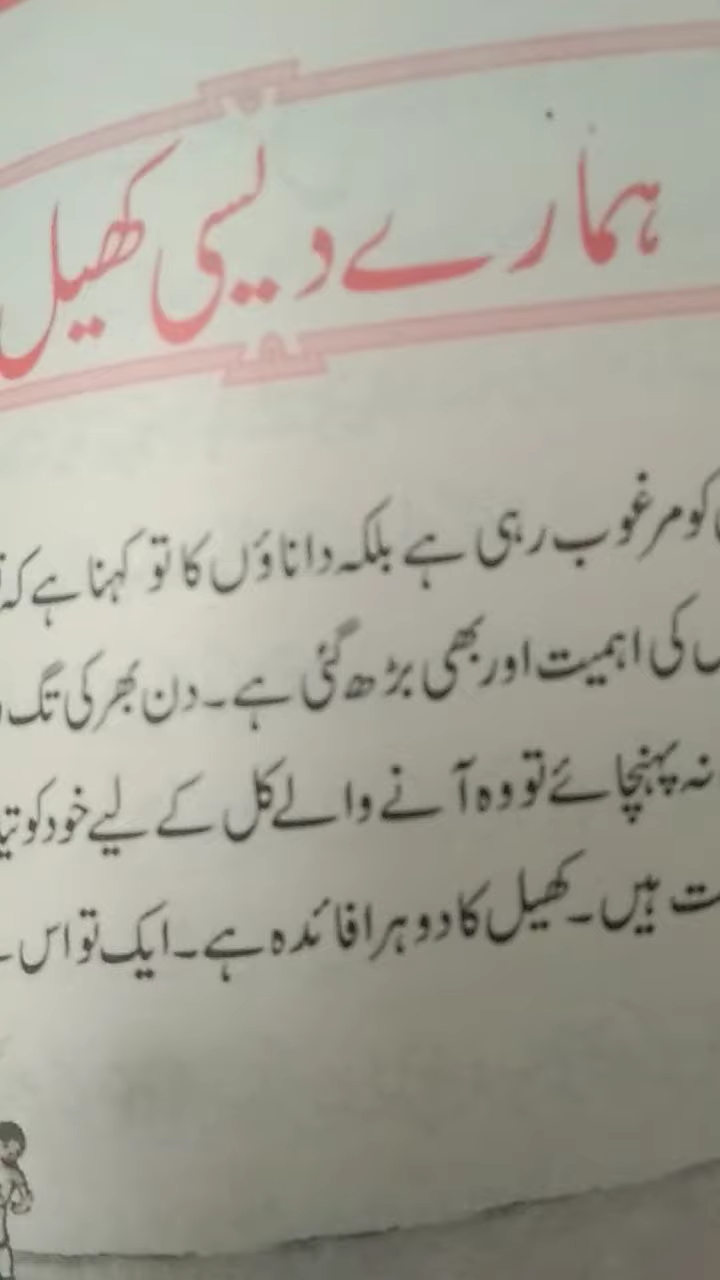 ہمارے دیسی کھیل
کو مرغوب رہی ہے بلکہ داناؤں کا تو کہنا ہے کہ
کی اہمیت اور بھی بڑھ گئی ہے۔ دن بھر کی تگ
نہ پہنچائے تو وہ آنے والے کل کے لیے خود کو
ہیں۔ کھیل کا دوہرا فائدہ ہے۔ ایک تو اس